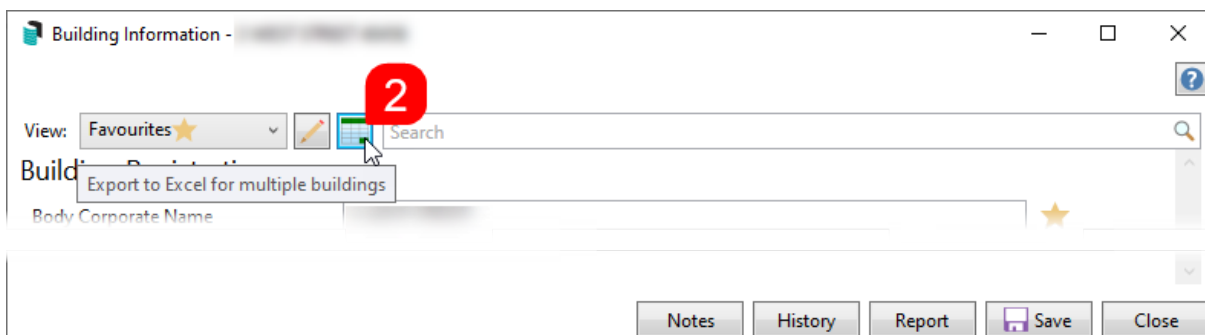 Building Information -
2
View: Favourites Search
Build
Export to Excel for multiple buildings
Body Corporate Name
Notes History Report Save Close